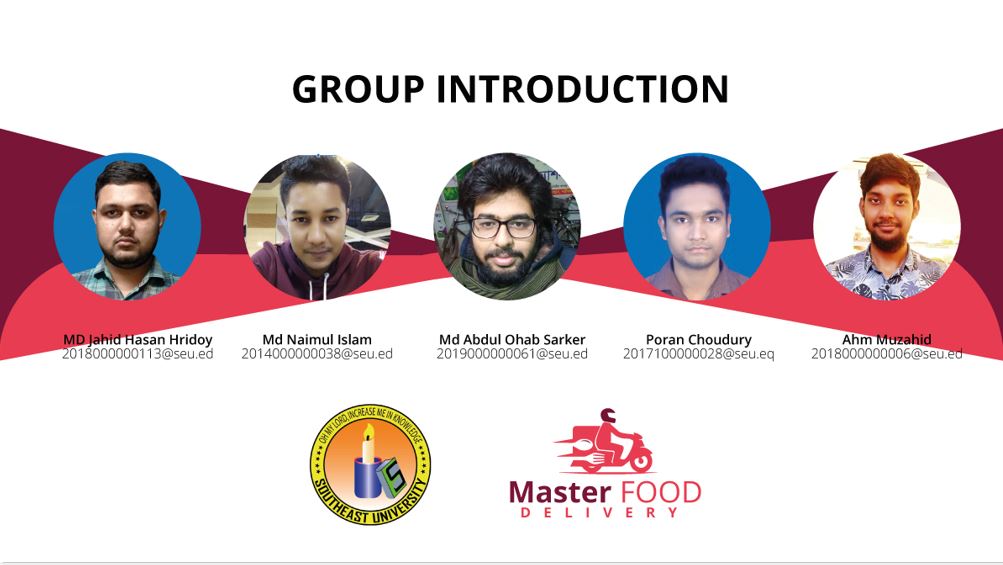 GROUP INTRODUCTION
MD Jahid Hasan Hridoy
2018000000113@seu.ed
Md Naimul Islam
2014000000038@seu.ed
Md Abdul Ohab Sarker
2019000000061@seu.ed
Poran Choudury
2017100000028@seu.eq
Ahm Muzahid
2018000000006@seu.ed
OH MY LORD, INCREASE ME IN KNOWLEDGE
SOUTHEAST UNIVERSITY
Master FOOD
DELIVERY